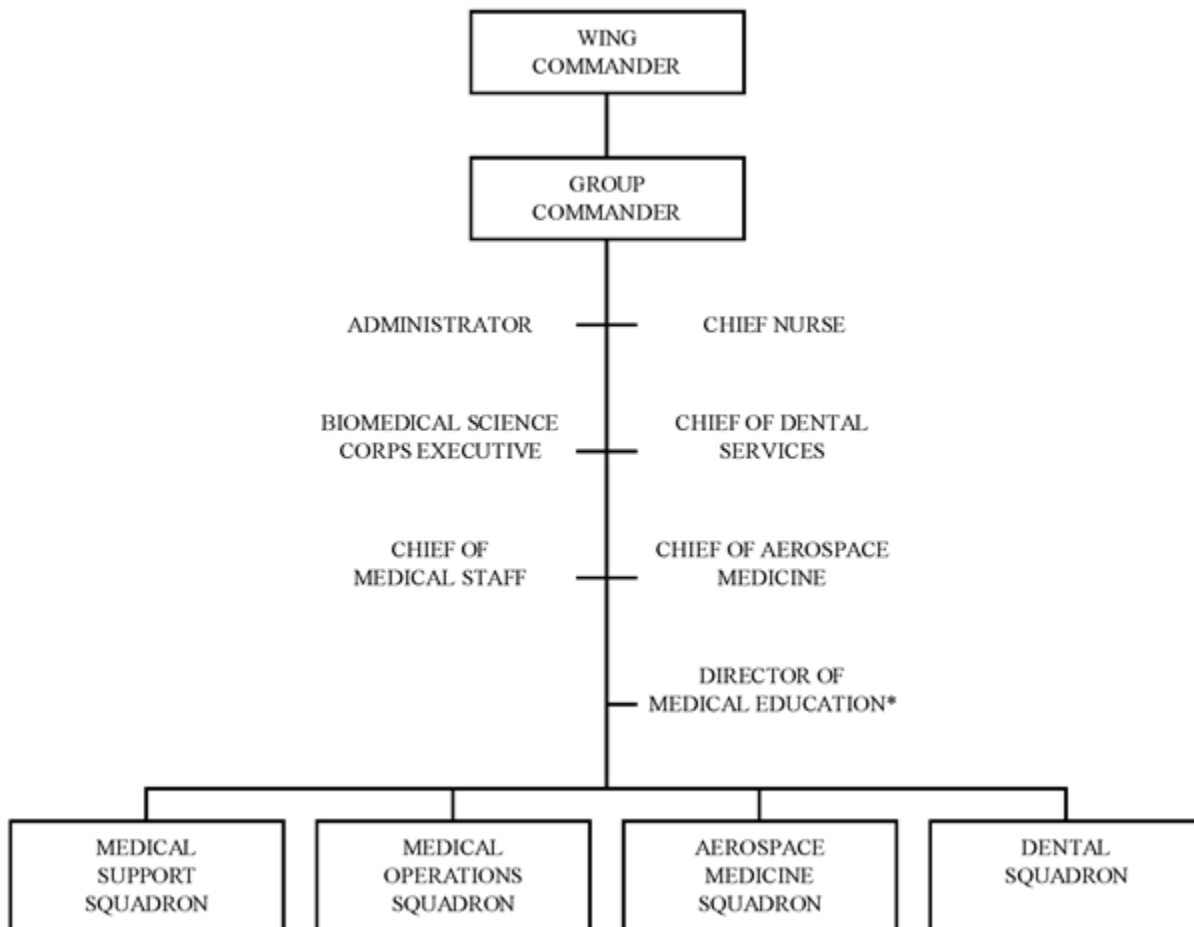 WING
COMMANDER
GROUP
COMMANDER
ADMINISTRATOR
CHIEF NURSE
BIOMEDICAL SCIENCE
CORPS EXECUTIVE
CHIEF OF DENTAL
SERVICES
CHIEF OF
MEDICAL STAFF
CHIEF OF AEROSPACE
MEDICINE
DIRECTOR OF
MEDICAL EDUCATION*
MEDICAL
SUPPORT
SQUADRON
MEDICAL
OPERATIONS
SQUADRON
AEROSPACE
MEDICINE
SQUADRON
DENTAL
SQUADRON